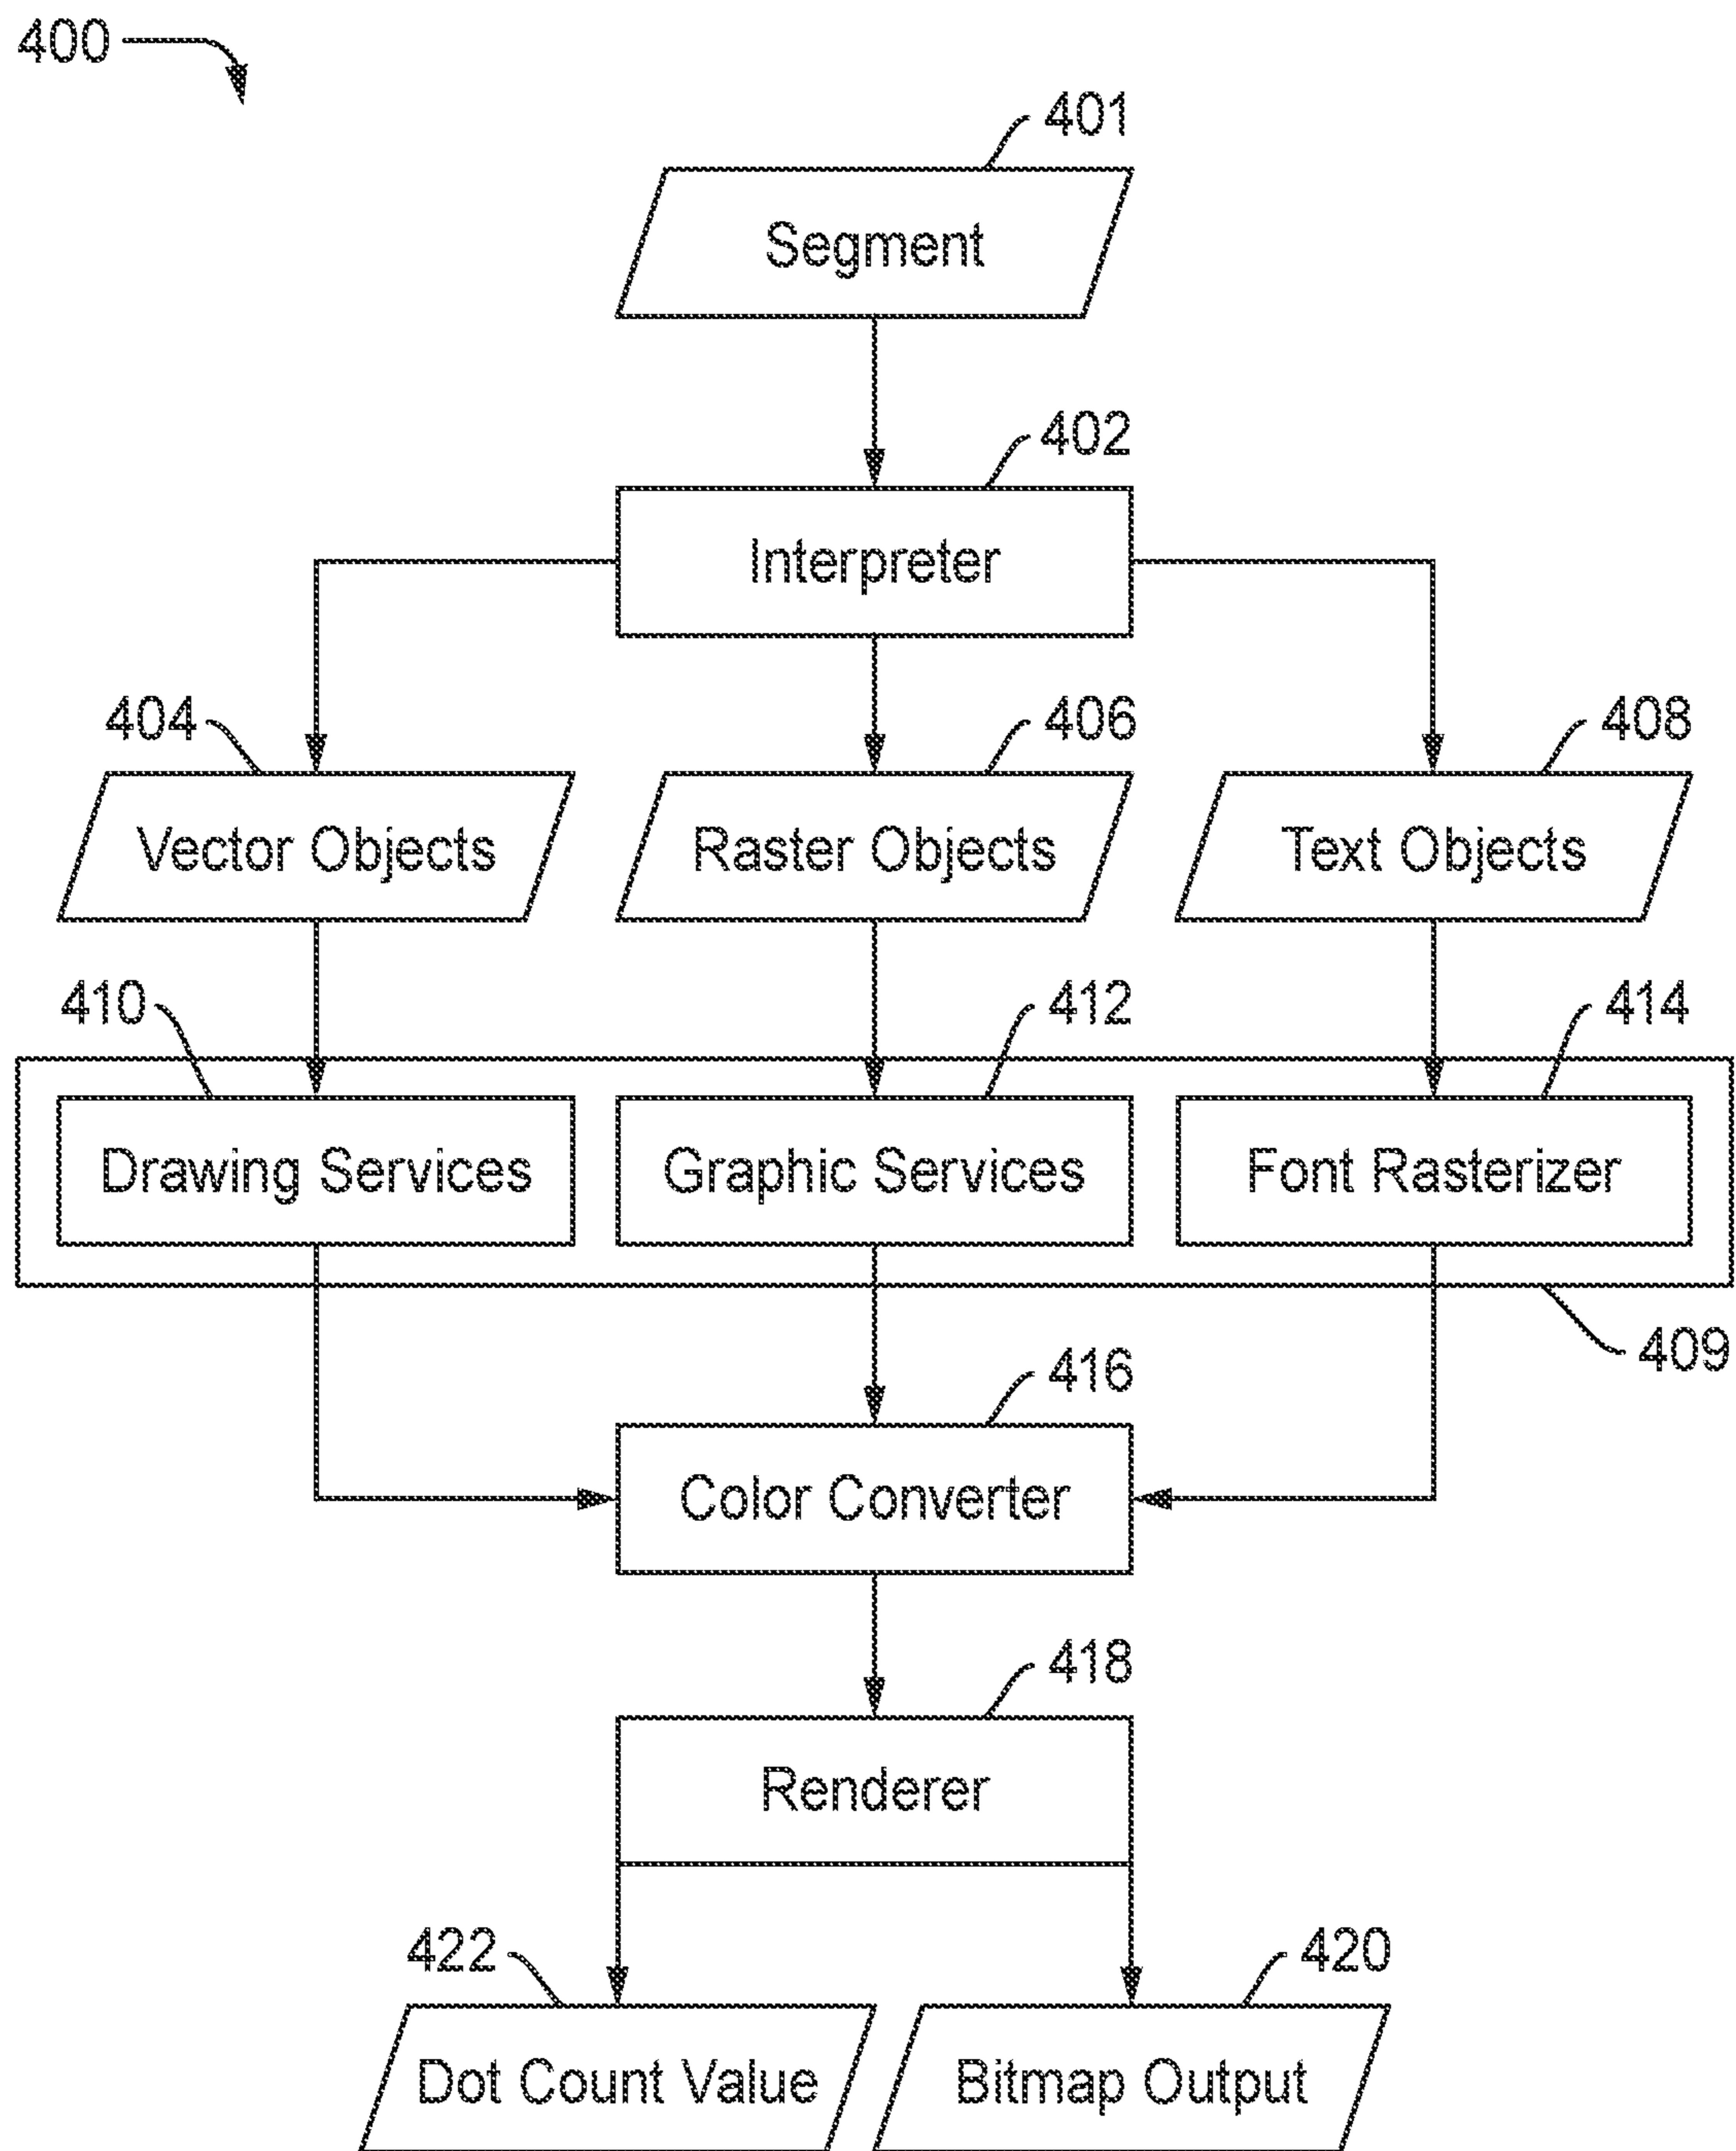 400
401
Segment
402
Interpreter
404
406
408
Vector Objects
Raster Objects
Text Objects
410
412
414
Drawing Services
Graphic Services
Font Rasterizer
409
416
Color Converter
418
Renderer
422
420
Dot Count Value
Bitmap Output